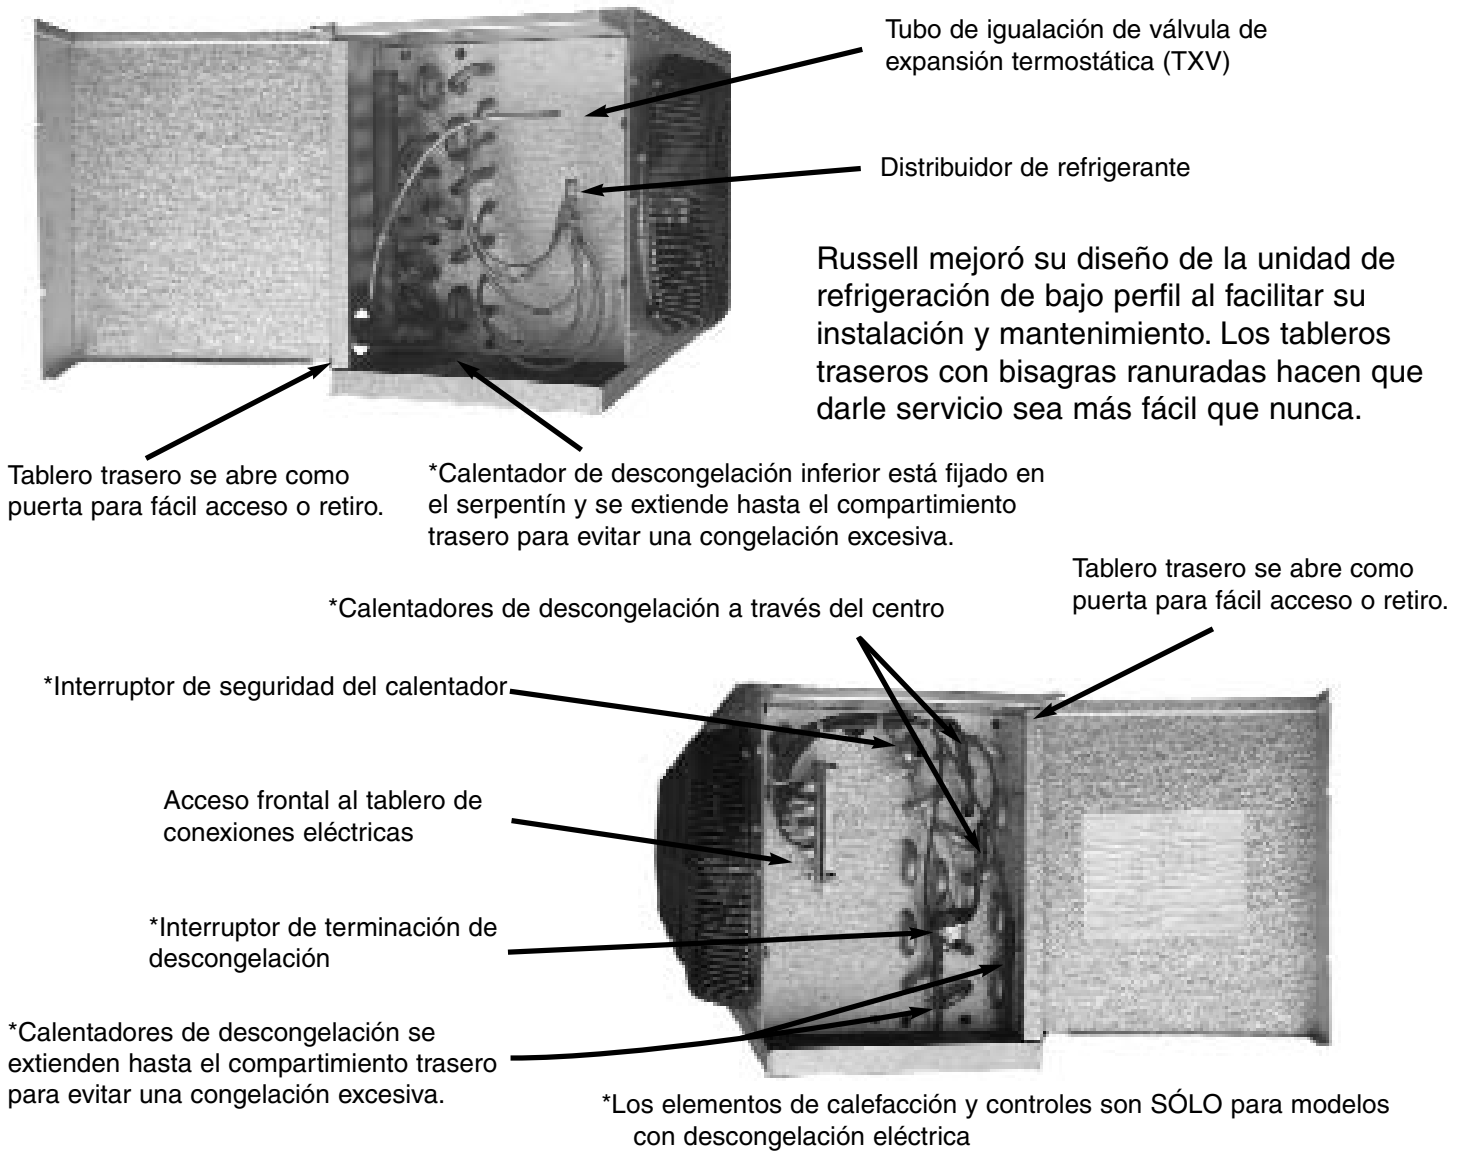 Tubo de igualación de válvula de
expansión termostática (TXV)
Distribuidor de refrigerante
Russell mejoró su diseño de la unidad de
refrigeración de bajo perfil al facilitar su
instalación y mantenimiento. Los tableros
traseros con bisagras ranuradas hacen que
darle servicio sea más fácil que nunca.
Tablero trasero se abre como
puerta para fácil acceso o retiro.
*Calentador de descongelación inferior está fijado en
el serpentín y se extiende hasta el compartimiento
trasero para evitar una congelación excesiva.
Tablero trasero se abre como
puerta para fácil acceso o retiro.
*Calentadores de descongelación a través del centro
*Interruptor de seguridad del calentador
Acceso frontal al tablero de
conexiones eléctricas
*Interruptor de terminación de
descongelación
*Calentadores de descongelación se
extienden hasta el compartimiento trasero
para evitar una congelación excesiva.
*Los elementos de calefacción y controles son SÓLO para modelos
con descongelación eléctrica